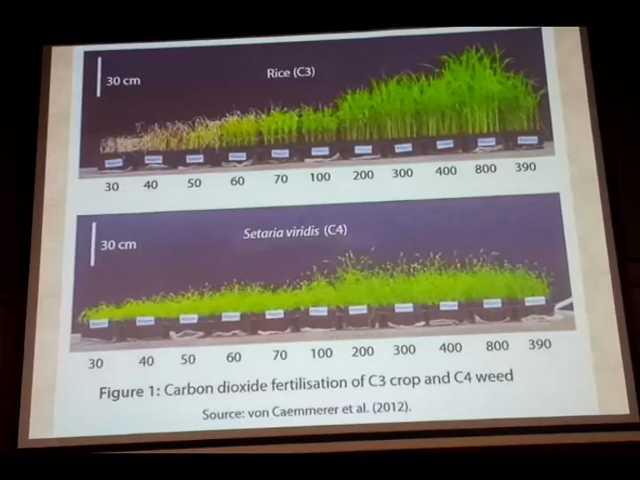 Rice (C3)
30 cm
30 40 50 60 70 100 200 300 400 800 390
Setaria viridis (C4)
30 cm
30 40 50 60 70 100 200 300 400 800 390
Figure 1: Carbon dioxide fertilisation of C3 crop and C4 weed
Source: von Caemmerer et al. (2012).